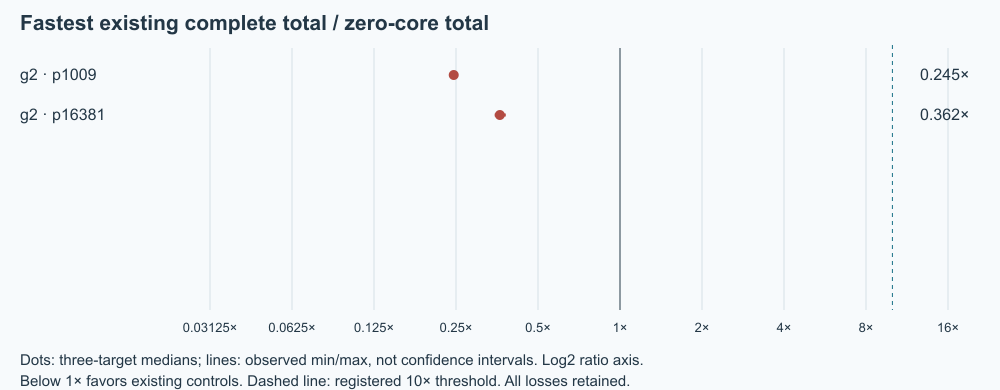 Fastest existing complete total / zero-core total
g2 · p1009 0.245×
g2 · p16381 0.362×
0.03125× 0.0625× 0.125× 0.25× 0.5× 1× 2× 4× 8× 16×
Dots: three-target medians; lines: observed min/max, not confidence intervals. Log2 ratio axis.
Below 1× favors existing controls. Dashed line: registered 10× threshold. All losses retained.